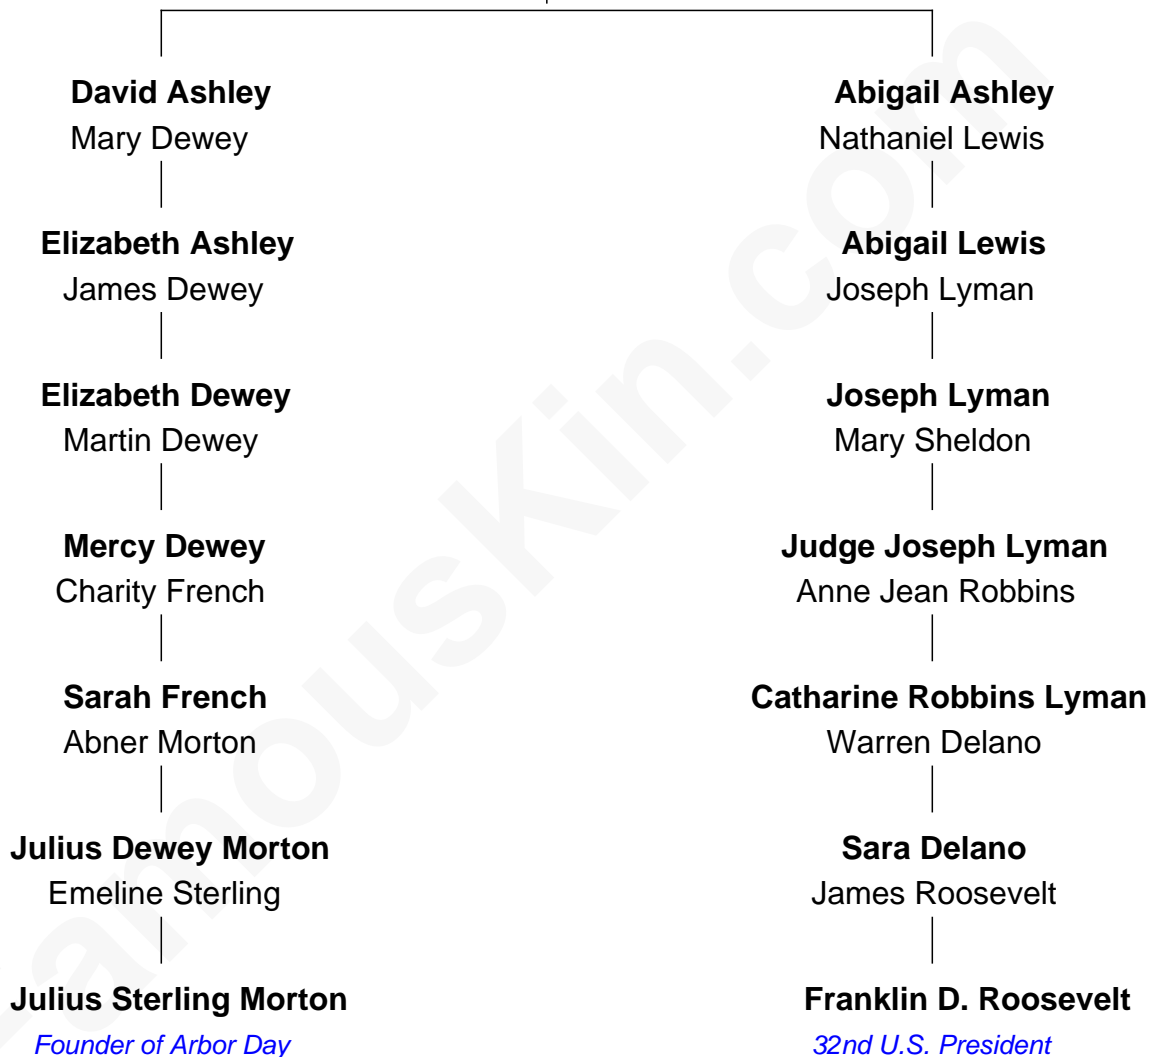 David Ashley
Mary Dewey
Elizabeth Ashley
James Dewey
Elizabeth Dewey
Martin Dewey
Mercy Dewey
Charity French
Sarah French
Abner Morton
Julius Dewey Morton
Emeline Sterling
Julius Sterling Morton
Founder of Arbor Day
Abigail Ashley
Nathaniel Lewis
Abigail Lewis
Joseph Lyman
Joseph Lyman
Mary Sheldon
Judge Joseph Lyman
Anne Jean Robbins
Catharine Robbins Lyman
Warren Delano
Sara Delano
James Roosevelt
Franklin D. Roosevelt
32nd U.S. President
FamousKin.com